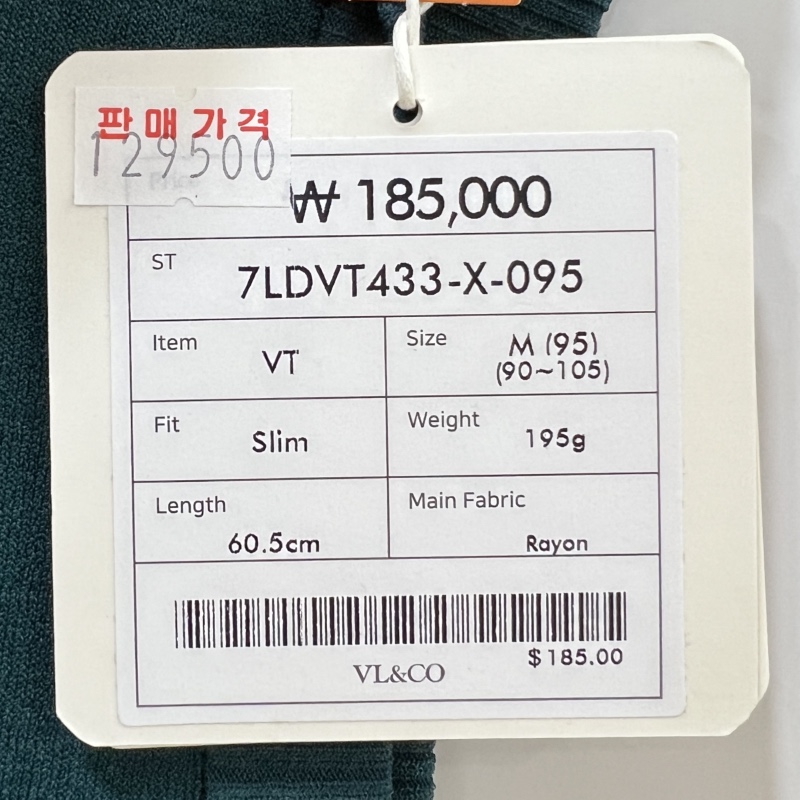 판매가격
129500
₩ 185,000
ST
7LDVT433-X-095
Item
VT
Size
M (95)
(90~105)
Fit
Slim
Weight
195g
Length
60.5cm
Main Fabric
Rayon
$185.00
VL&CO